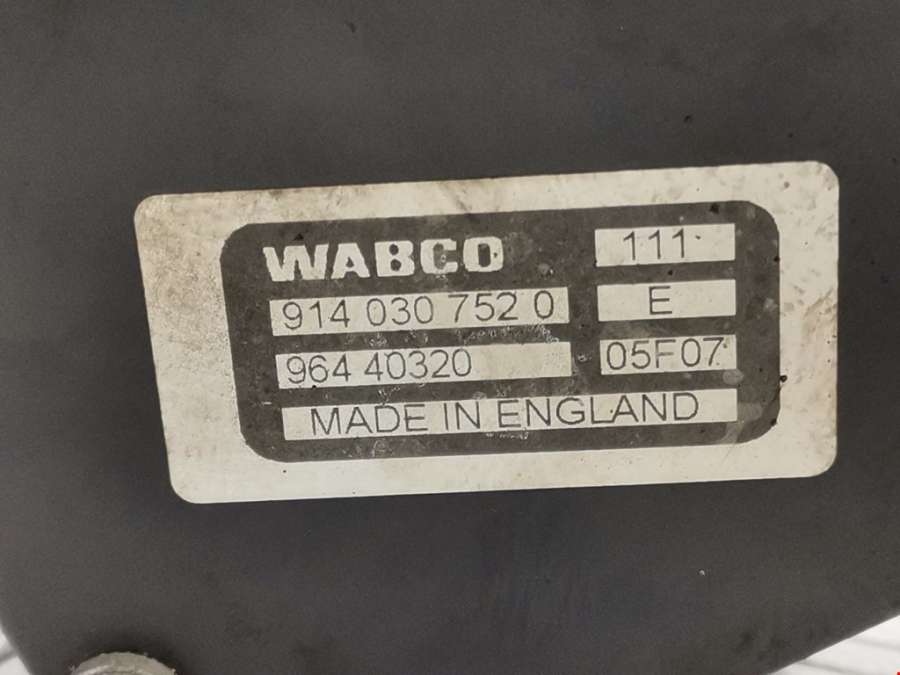 WABCO 111
914 030 752 0 E
964 40320 05F07
MADE IN ENGLAND